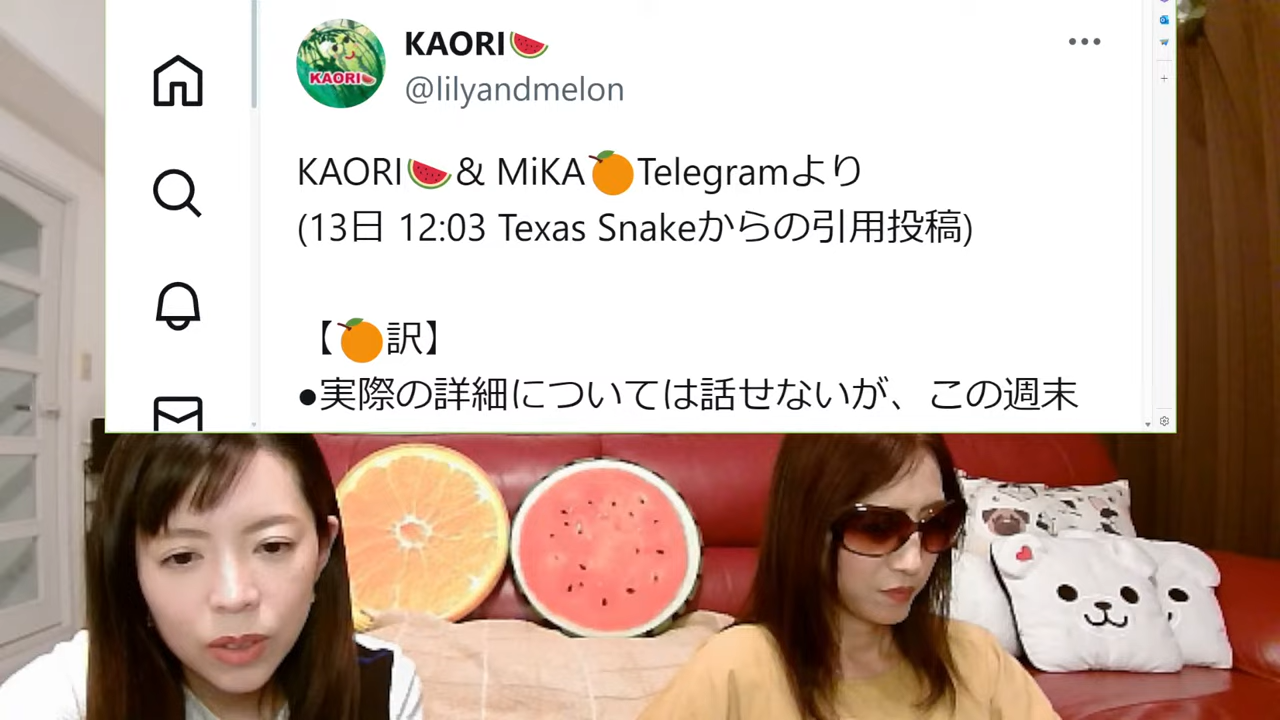 KAORI🍉
KAORI🍉
@lilyandmelon
KAORI🍉& MiKA🍊Telegramより
(13日 12:03 Texas Snakeからの引用投稿)
【🍊訳】
●実際の詳細については話せないが、この週末